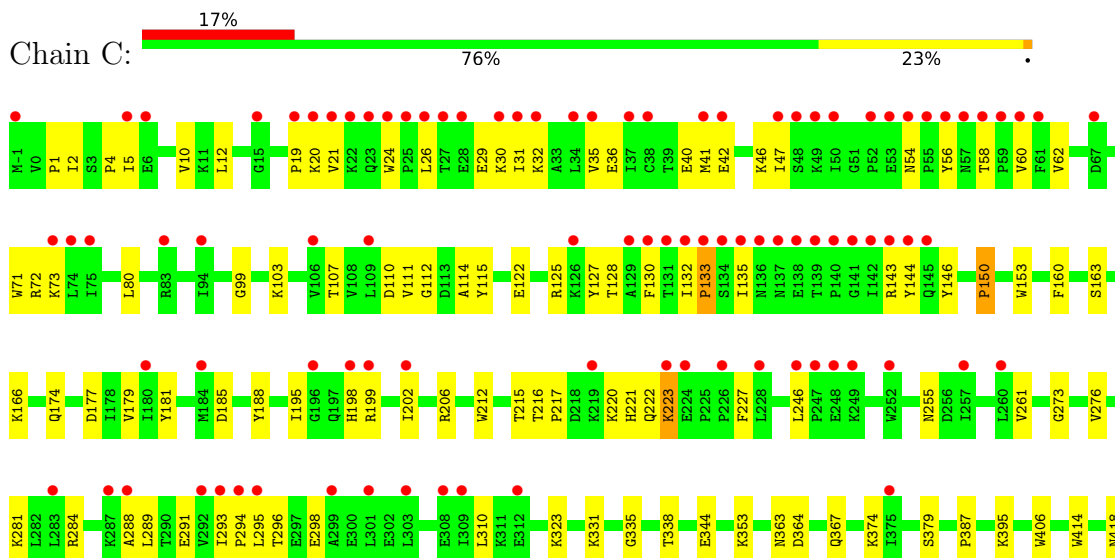 17%
Chain C:
76% 23% •
M-1 V0 P1 I2 S3 P4 I5 E6 V10 K11 L12 G15 P19 K20 V21 K22 Q23 W24 P25 L26 T27 E28 E29 K30 I31 K32 A33 L34 V35 E36 I37 C38 T39 E40 M41 E42 K46 I47 S48 K49 I50 G51 P52 E53 N54 P55 Y56 N57 T58 P59 V60 F61 V62 D67
W71 R72 K73 L74 I75 L80 R83 I94 G99 K103 V106 T107 V108 L109 D110 V111 G112 D113 A114 Y115 E122 R125 K126 Y127 T128 A129 F130 T131 I132 P133 S134 I135 N136 N137 E138 T139 P140 G141 I142 R143 Y144 Q145 Y146 P150 W153 F160 S163
K166 Q174 D177 I178 V179 I180 Y181 M184 D185 Y188 I195 G196 Q197 H198 R199 I202 R206 W212 T215 T216 P217 D218 K219 K220 H221 Q222 K223 E224 P225 P226 F227 L228 L246 P247 E248 K249 W252 N255 D256 I257 L260 V261 G273 V276
K281 L282 L283 R284 K287 A288 L289 T290 E291 V292 I293 P294 L295 T296 E297 E298 A299 E300 L301 E302 L303 E308 I309 L310 K311 E312 K323 K331 G335 T338 E344 K353 N363 D364 Q367 K374 I375 S379 P387 K395 W406 W414